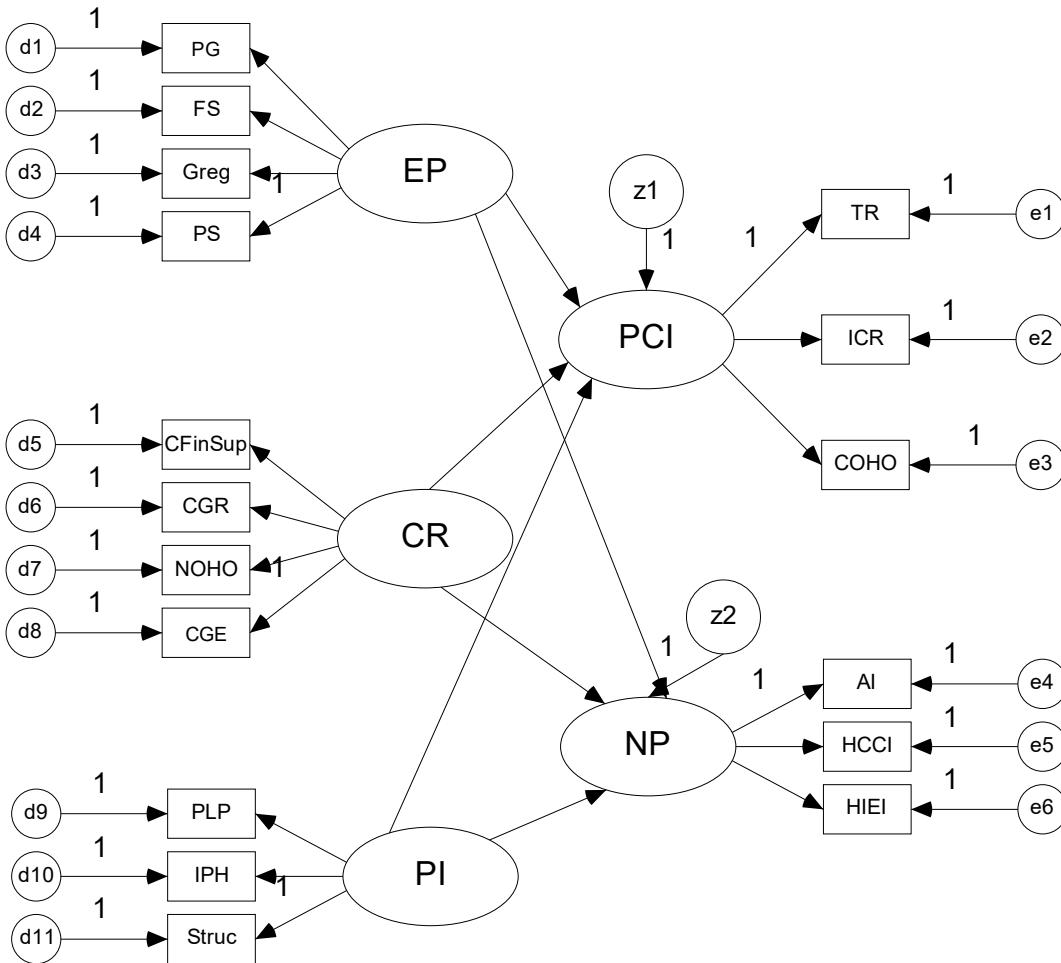 1
d1
PG
1
d2
FS
1
d3
Greg
1
EP
1
d4
PS
z1
1
1
TR
1
e1
PCI
ICR
1
e2
COHO
1
e3
1
d5
CFinSup
1
d6
CGR
1
d7
NOHO
1
CR
1
d8
CGE
z2
1
1
AI
1
e4
NP
HCCI
1
e5
HIEI
1
e6
1
d9
PLP
1
d10
IPH
1
PI
1
d11
Struc